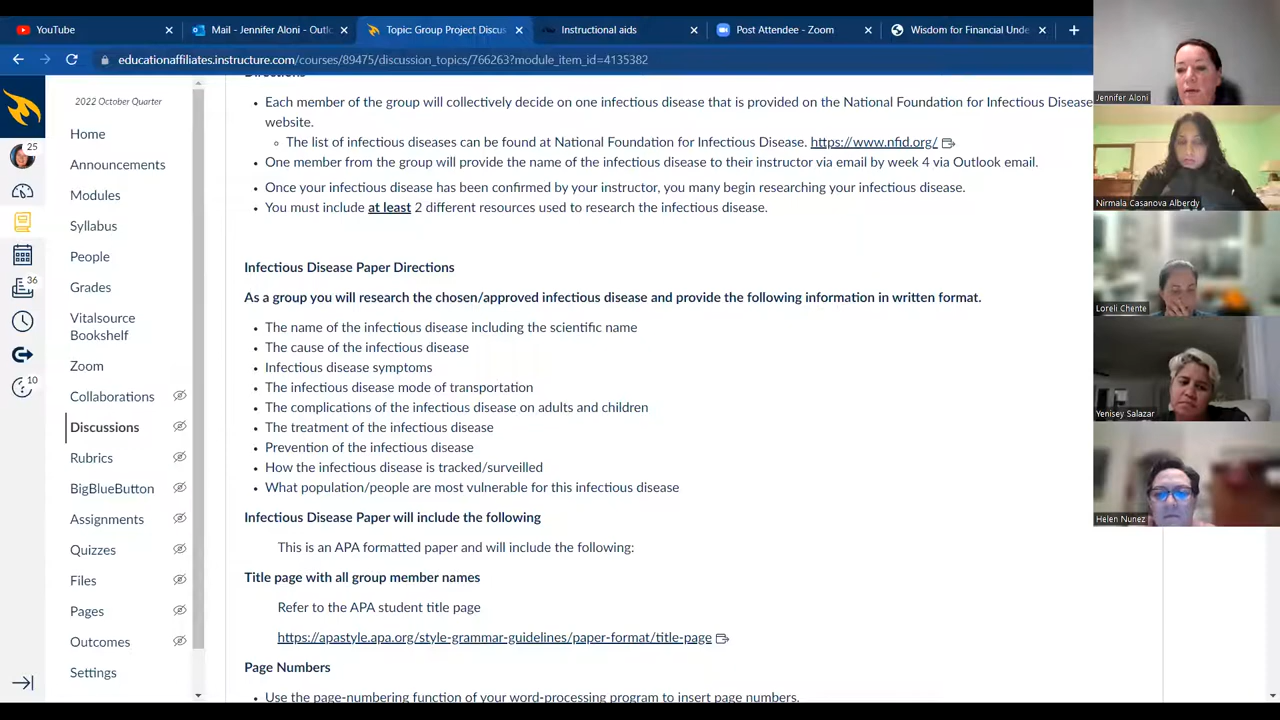 YouTube
Mail - Jennifer Aloni - Outlo
Topic: Group Project Discus
Instructional aids
Post Attendee - Zoom
Wisdom for Financial Unde
educationaffiliates.instructure.com/courses/89475/discussion_topics/766263?module_item_id=4135382
25
36
10
2022 October Quarter
Home
Announcements
Modules
Syllabus
People
Grades
Vitalsource
Bookshelf
Zoom
Collaborations
Discussions
Rubrics
BigBlueButton
Assignments
Quizzes
Files
Pages
Outcomes
Settings
Directions
• Each member of the group will collectively decide on one infectious disease that is provided on the National Foundation for Infectious Disease
website.
◦ The list of infectious diseases can be found at National Foundation for Infectious Disease. https://www.nfid.org/
• One member from the group will provide the name of the infectious disease to their instructor via email by week 4 via Outlook email.
• Once your infectious disease has been confirmed by your instructor, you many begin researching your infectious disease.
• You must include at least 2 different resources used to research the infectious disease.
Infectious Disease Paper Directions
As a group you will research the chosen/approved infectious disease and provide the following information in written format.
• The name of the infectious disease including the scientific name
• The cause of the infectious disease
• Infectious disease symptoms
• The infectious disease mode of transportation
• The complications of the infectious disease on adults and children
• The treatment of the infectious disease
• Prevention of the infectious disease
• How the infectious disease is tracked/surveilled
• What population/people are most vulnerable for this infectious disease
Infectious Disease Paper will include the following
This is an APA formatted paper and will include the following:
Title page with all group member names
Refer to the APA student title page
https://apastyle.apa.org/style-grammar-guidelines/paper-format/title-page
Page Numbers
• Use the page-numbering function of your word-processing program to insert page numbers.
Jennifer Aloni
Nirmala Casanova Alberdy
Loreli Chente
Yenisey Salazar
Helen Nunez